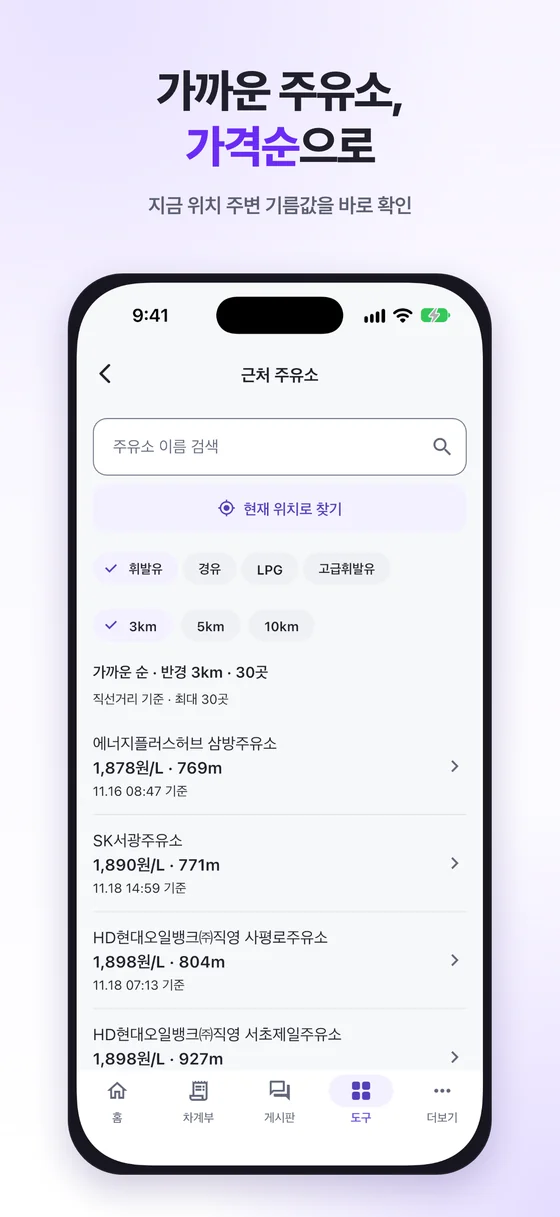 가까운 주유소,
가격순으로
지금 위치 주변 기름값을 바로 확인
9:41
근처 주유소
주유소 이름 검색
현재 위치로 찾기
휘발유 경유 LPG 고급휘발유
3km 5km 10km
가까운 순 · 반경 3km · 30곳
직선거리 기준 · 최대 30곳
에너지플러스허브 삼방주유소
1,878원/L · 769m
11.16 08:47 기준
SK서광주유소
1,890원/L · 771m
11.18 14:59 기준
HD현대오일뱅크㈜직영 사평로주유소
1,898원/L · 804m
11.18 07:13 기준
HD현대오일뱅크㈜직영 서초제일주유소
1,898원/L · 927m
홈 차계부 게시판 도구 더보기